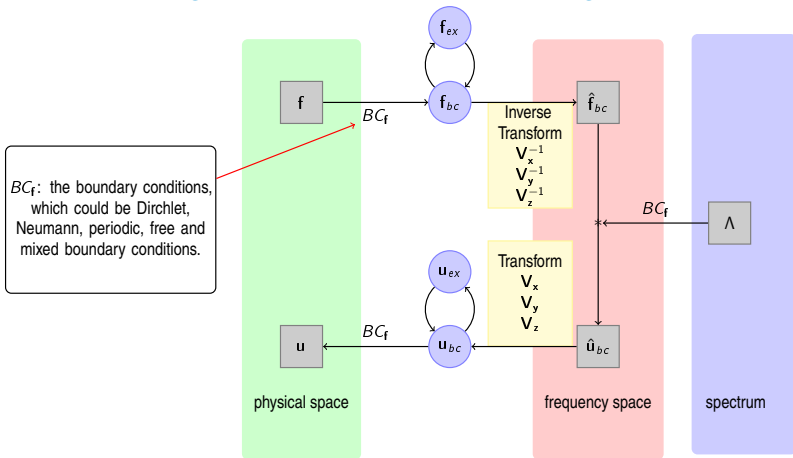 f_ex
f
f_bc
f̂_bc
BC_f
Inverse
Transform
V_x^{-1}
V_y^{-1}
V_z^{-1}
BC_f: the boundary conditions,
which could be Dirchlet,
Neumann, periodic, free and
mixed boundary conditions.
*
BC_f
Λ
Transform
V_x
V_y
V_z
u_ex
u
BC_f
u_bc
û_bc
physical space
frequency space
spectrum